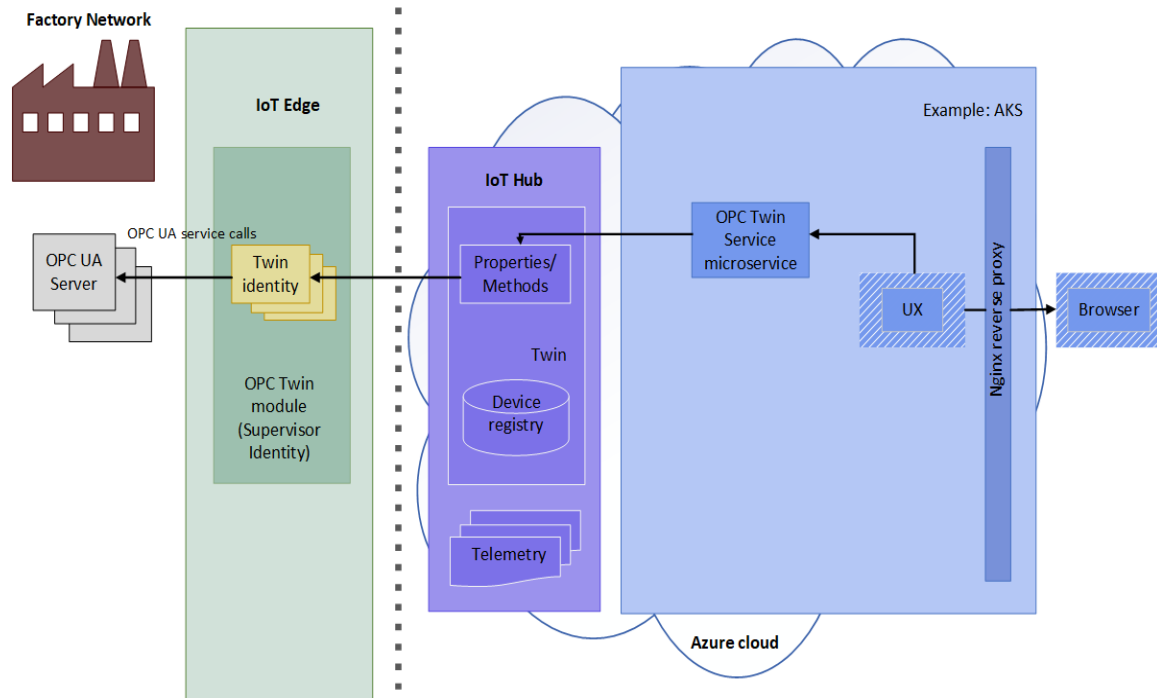 Factory Network
IoT Edge
OPC UA service calls
OPC UA
Server
Twin
identity
OPC Twin
module
(Supervisor
Identity)
IoT Hub
Properties/
Methods
Twin
Device
registry
Telemetry
Example: AKS
OPC Twin
Service
microservice
UX
Nginx reverse proxy
Browser
Azure cloud